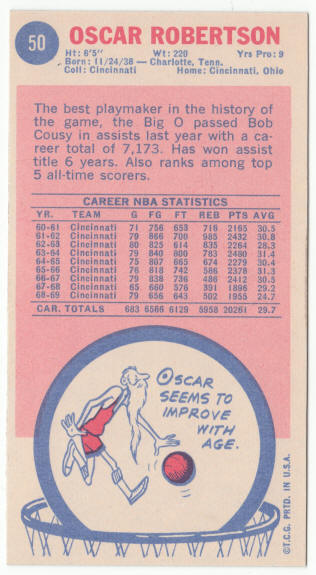 50
OSCAR ROBERTSON
Ht: 6'5" Wt: 220 Yrs Pro: 9
Born: 11/24/38 — Charlotte, Tenn.
Coll: Cincinnati Home: Cincinnati, Ohio
The best playmaker in the history of
the game, the Big O passed Bob
Cousy in assists last year with a ca-
reer total of 7,173. Has won assist
title 6 years. Also ranks among top
5 all-time scorers.
CAREER NBA STATISTICS
YR. TEAM G FG FT REB PTS AVG
60-61 Cincinnati 71 756 653 716 2165 30.5
61-62 Cincinnati 79 866 700 985 2432 30.8
62-63 Cincinnati 80 825 614 835 2264 28.3
63-64 Cincinnati 79 840 800 783 2480 31.4
64-65 Cincinnati 75 807 665 674 2279 30.4
65-66 Cincinnati 76 818 742 586 2378 31.3
66-67 Cincinnati 79 838 736 486 2412 30.5
67-68 Cincinnati 65 660 576 391 1896 29.2
68-69 Cincinnati 79 656 643 502 1955 24.7
CAR. TOTALS 683 6566 6129 5958 20261 29.7
OSCAR
SEEMS TO
IMPROVE
WITH
AGE.
©T.C.G. PRTD. IN U.S.A.